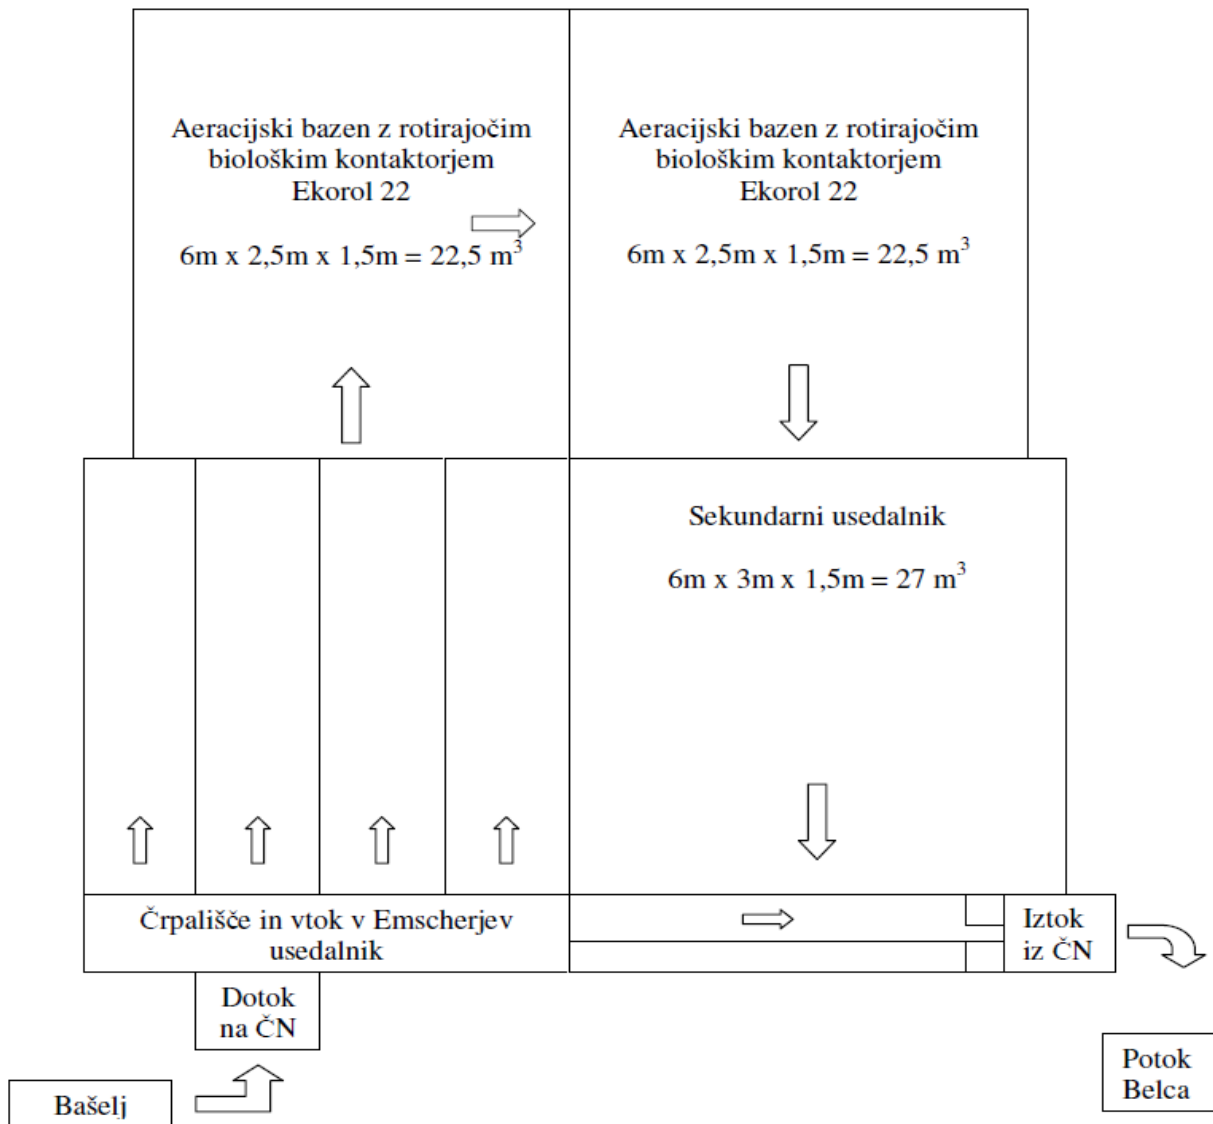 Aeracijski bazen z rotirajočim
biološkim kontaktorjem
Ekorol 22
6m x 2,5m x 1,5m = 22,5 m³
Aeracijski bazen z rotirajočim
biološkim kontaktorjem
Ekorol 22
6m x 2,5m x 1,5m = 22,5 m³
Sekundarni usedalnik
6m x 3m x 1,5m = 27 m³
Črpališče in vtok v Emscherjev
usedalnik
Iztok
iz ČN
Dotok
na ČN
Potok
Belca
Bašelj